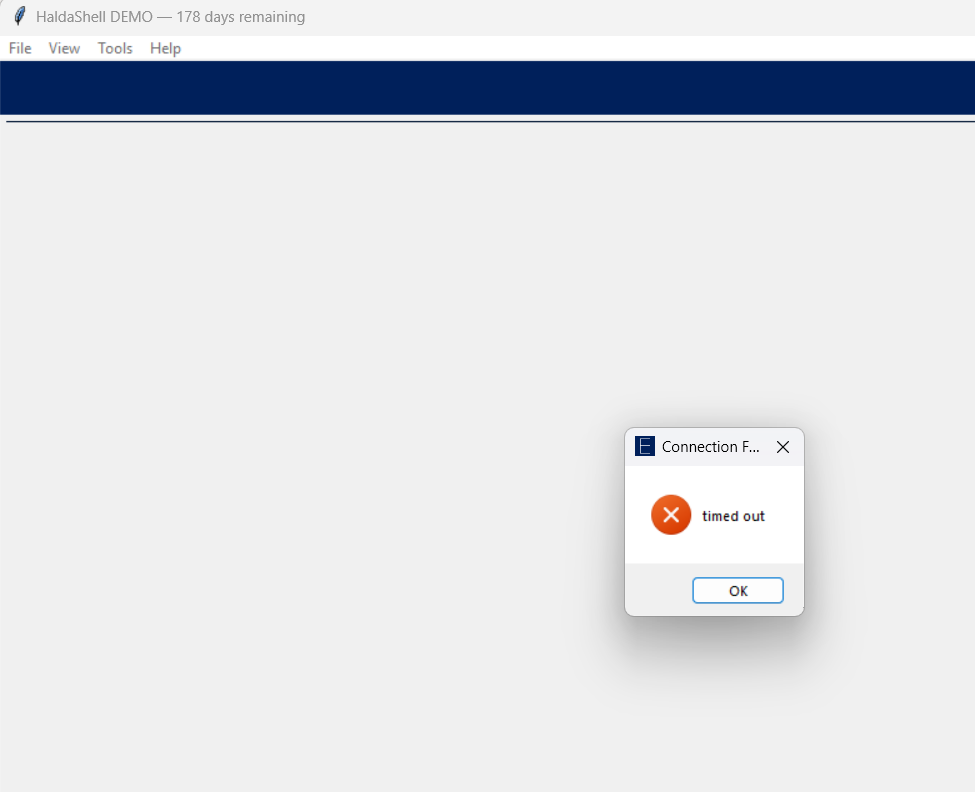 HaldaShell DEMO — 178 days remaining
File View Tools Help
E Connection F...
timed out
OK